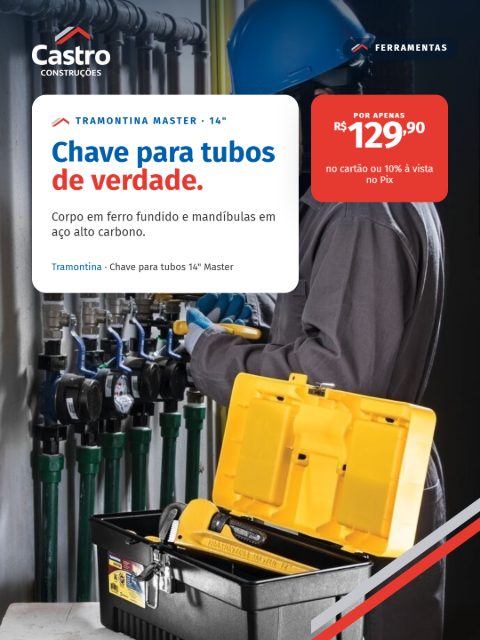 Castro
CONSTRUÇÕES
FERRAMENTAS
TRAMONTINA MASTER · 14"
Chave para tubos
de verdade.
Corpo em ferro fundido e mandíbulas em
aço alto carbono.
Tramontina · Chave para tubos 14" Master
POR APENAS
R$129,90
no cartão ou 10% à vista
no Pix